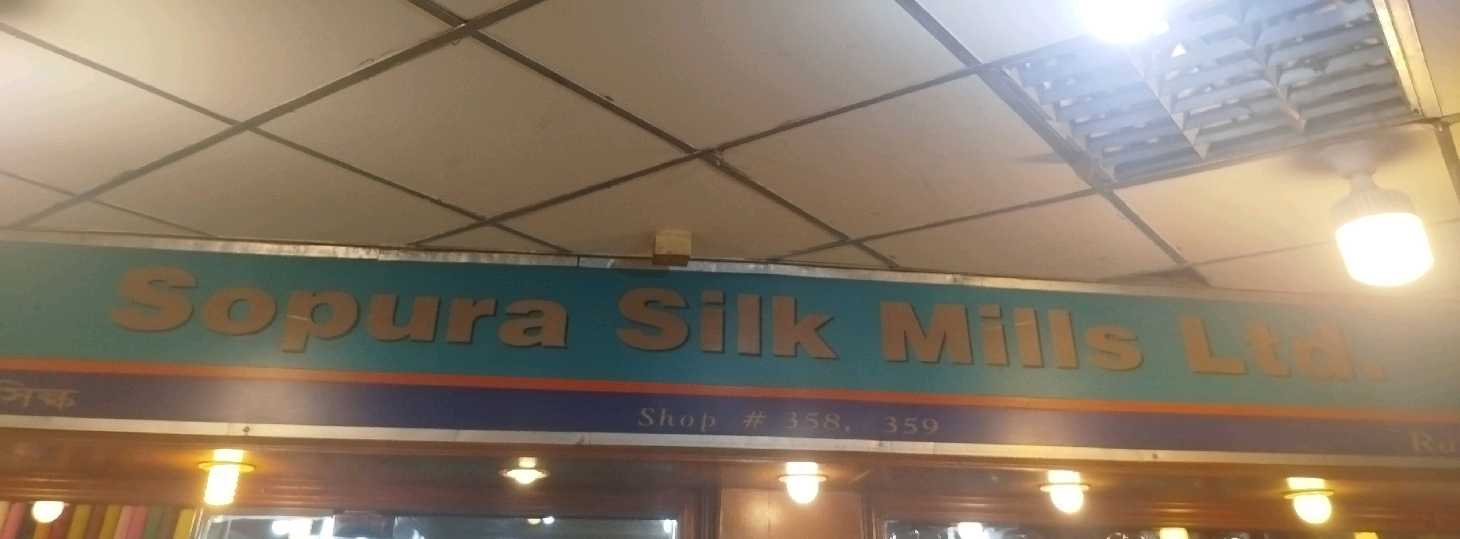 Sopura Silk Mills Ltd.
সিল্ক
Shop # 358, 359